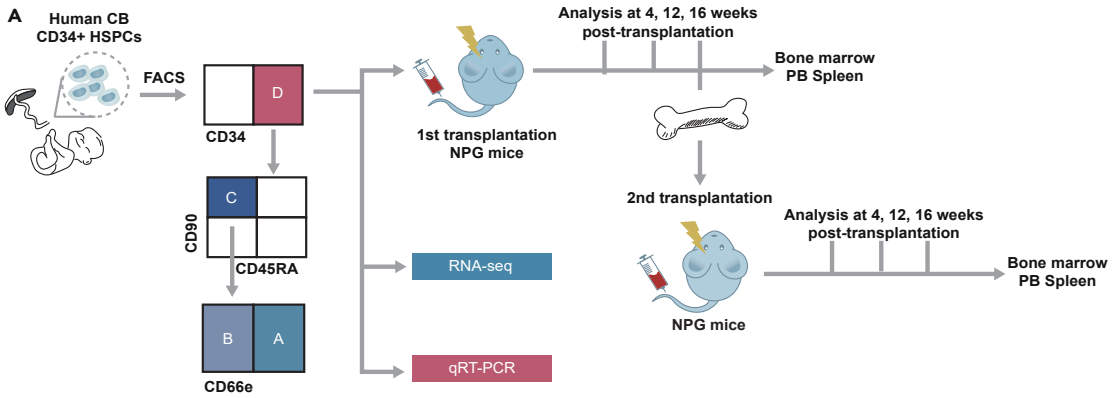 A
Human CB
CD34+ HSPCs
FACS
D
CD34
C
CD90
CD45RA
B
A
CD66e
1st transplantation
NPG mice
RNA-seq
qRT-PCR
Analysis at 4, 12, 16 weeks
post-transplantation
Bone marrow
PB Spleen
2nd transplantation
NPG mice
Analysis at 4, 12, 16 weeks
post-transplantation
Bone marrow
PB Spleen